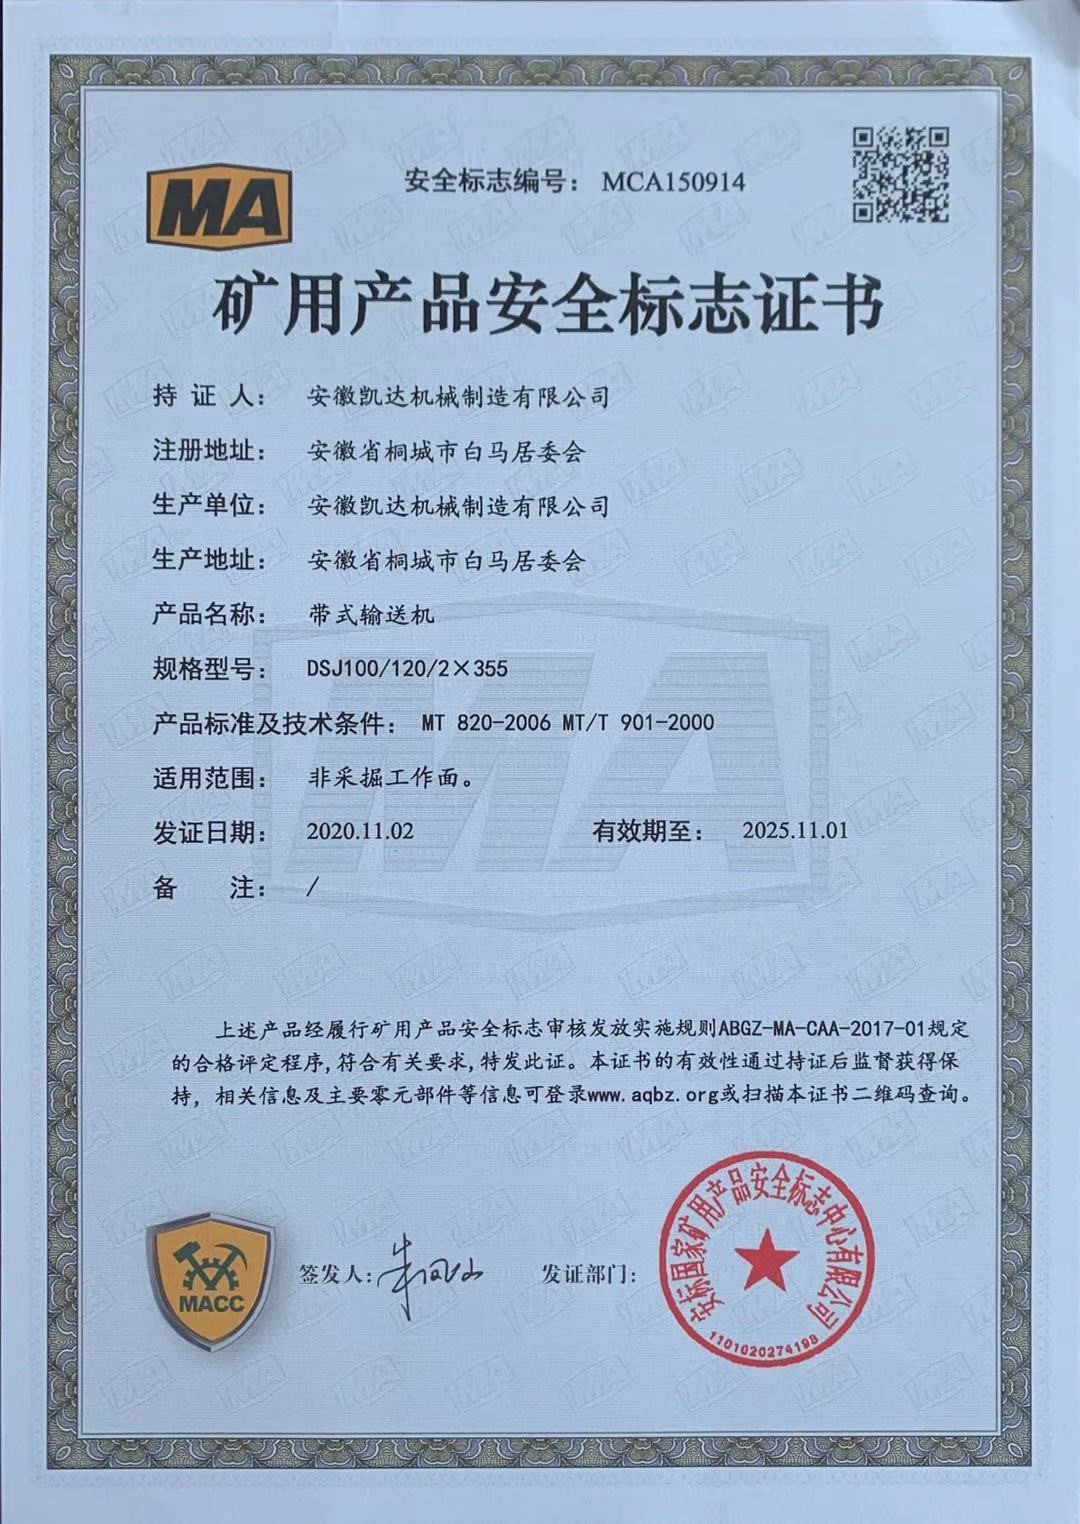 MA
安全标志编号： MCA150914
矿用产品安全标志证书
持 证 人： 安徽凯达机械制造有限公司
注册地址： 安徽省桐城市白马居委会
生产单位： 安徽凯达机械制造有限公司
生产地址： 安徽省桐城市白马居委会
产品名称： 带式输送机
规格型号： DSJ100/120/2×355
产品标准及技术条件： MT 820-2006 MT/T 901-2000
适用范围： 非采掘工作面。
发证日期： 2020.11.02 有效期至： 2025.11.01
备 注： /
上述产品经履行矿用产品安全标志审核发放实施规则ABGZ-MA-CAA-2017-01规定
的合格评定程序,符合有关要求,特发此证。本证书的有效性通过持证后监督获得保
持，相关信息及主要零元部件等信息可登录www.aqbz.org或扫描本证书二维码查询。
MACC
签发人:
发证部门:
安标国家矿用产品安全标志中心有限公司
1101020274198